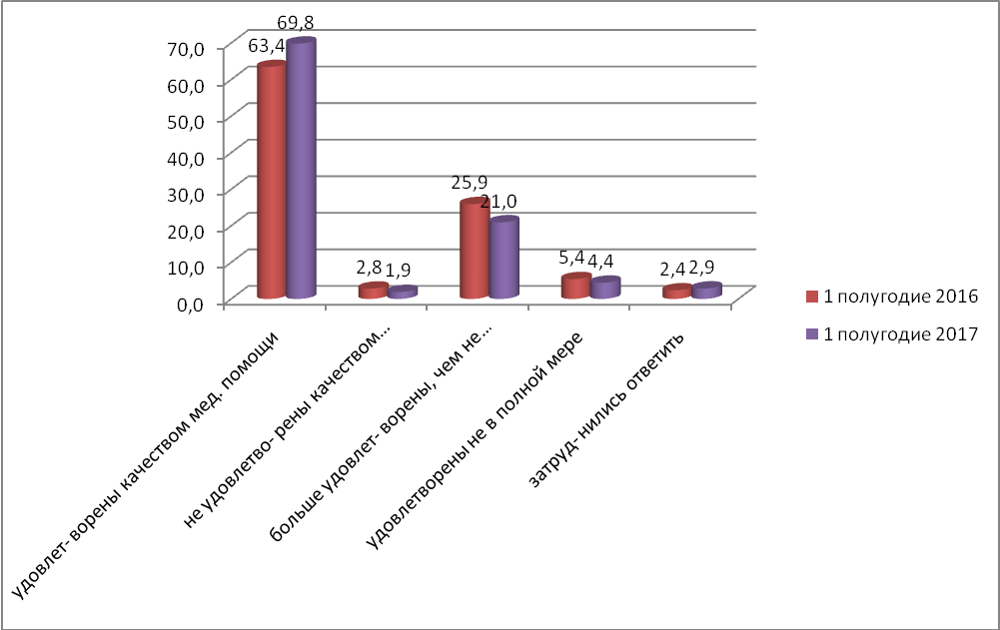 69,8
63,4
70,0
60,0
50,0
40,0
30,0
20,0
10,0
0,0
25,9
21,0
2,8
1,9
5,4
4,4
2,4
2,9
1 полугодие 2016
1 полугодие 2017
удовлет- ворены качеством мед. помощи
не удовлетво- рены качеством...
больше удовлет- ворены, чем не...
удовлетворены не в полной мере
затруд- нились ответить